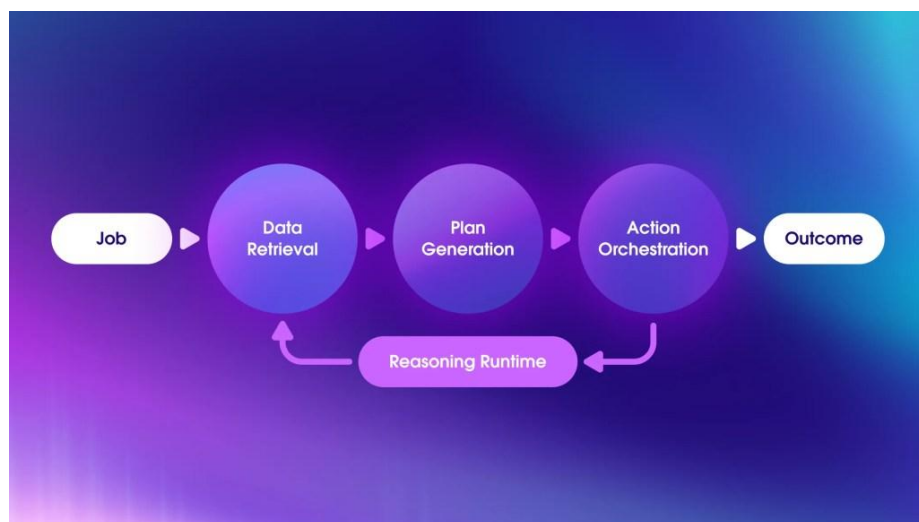 Job
Data
Retrieval
Plan
Generation
Action
Orchestration
Outcome
Reasoning Runtime